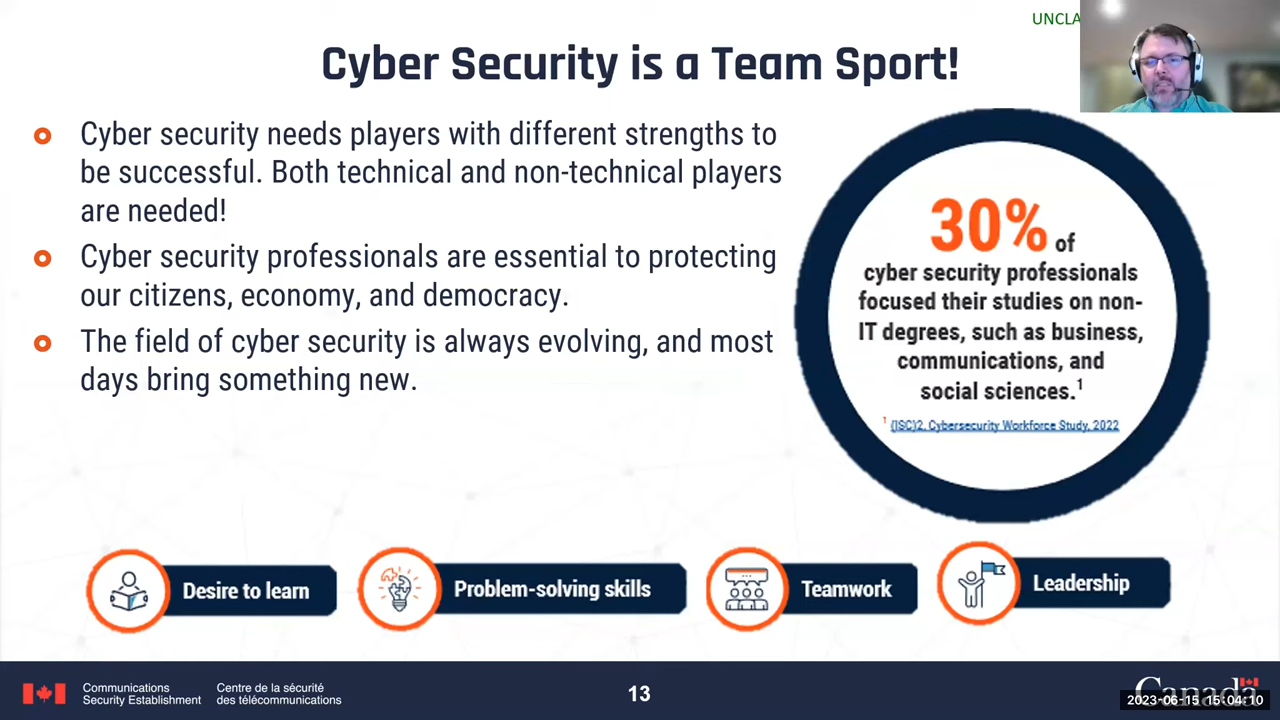 UNCLA
Cyber Security is a Team Sport!
Cyber security needs players with different strengths to
be successful. Both technical and non-technical players
are needed!
Cyber security professionals are essential to protecting
our citizens, economy, and democracy.
The field of cyber security is always evolving, and most
days bring something new.
30% of
cyber security professionals
focused their studies on non-
IT degrees, such as business,
communications, and
social sciences.¹
¹ (ISC)2, Cybersecurity Workforce Study, 2022
Desire to learn
Problem-solving skills
Teamwork
Leadership
Communications
Security Establishment
Centre de la sécurité
des télécommunications
13
Canada
2023-06-15 15:04:10